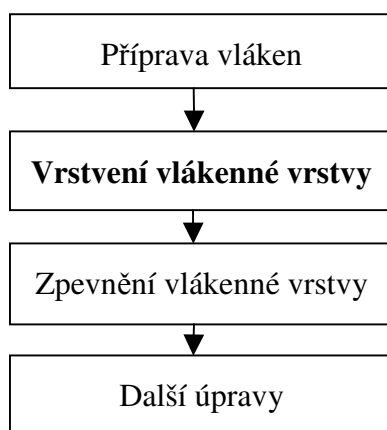 Příprava vláken
Vrstvení vlákenné vrstvy
Zpevnění vlákenné vrstvy
Další úpravy